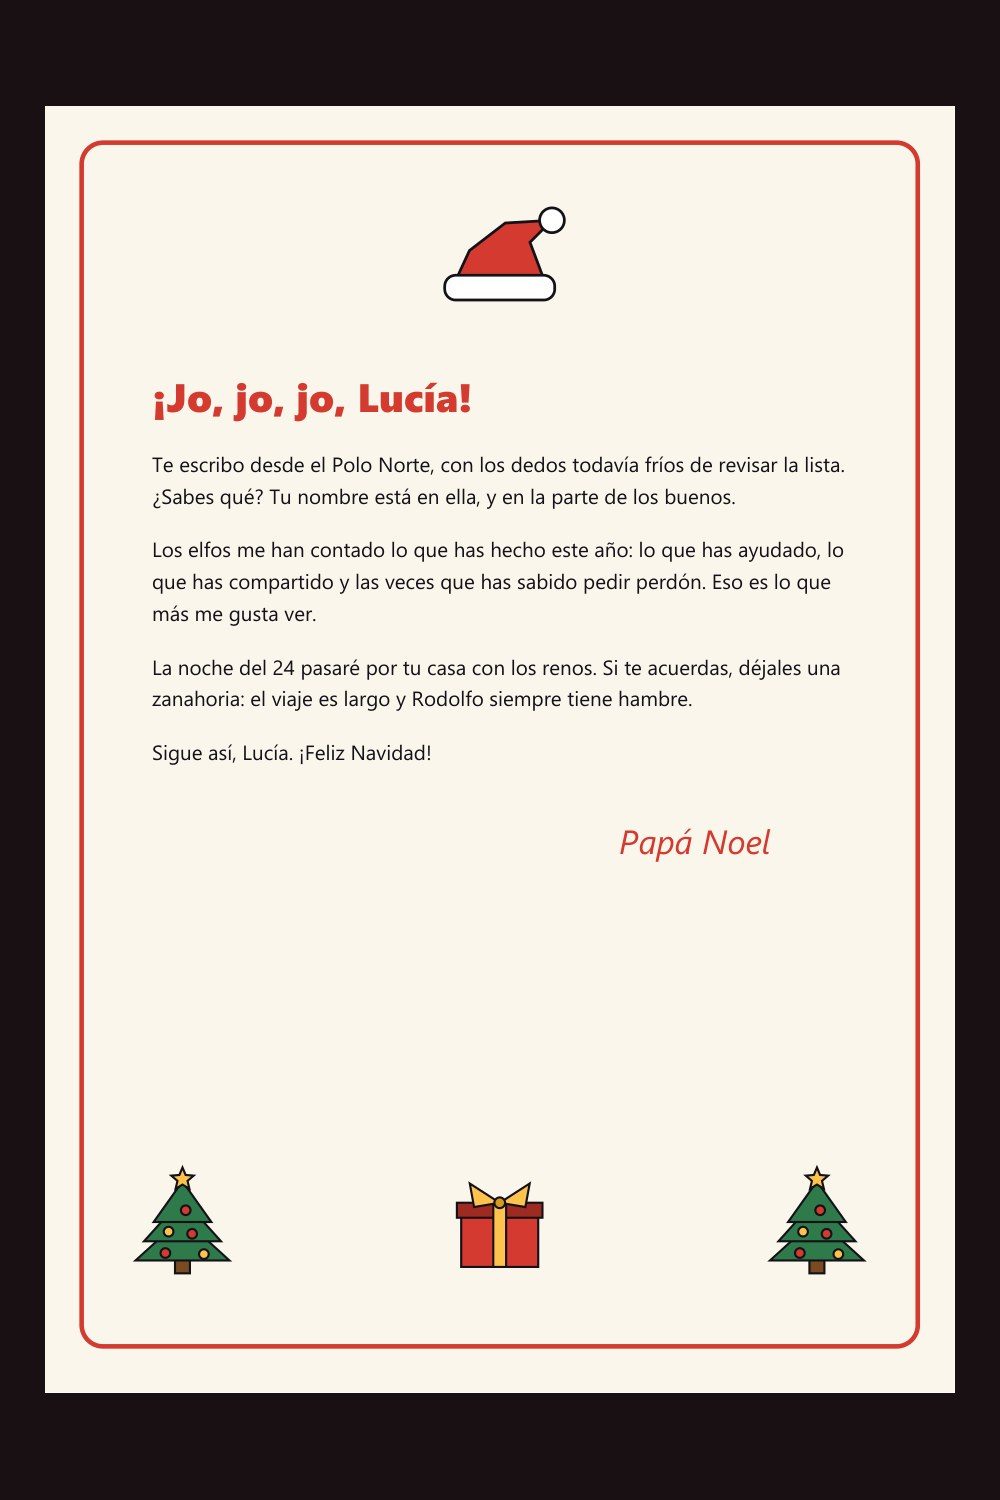 ¡Jo, jo, jo, Lucía!
Te escribo desde el Polo Norte, con los dedos todavía fríos de revisar la lista.
¿Sabes qué? Tu nombre está en ella, y en la parte de los buenos.
Los elfos me han contado lo que has hecho este año: lo que has ayudado, lo
que has compartido y las veces que has sabido pedir perdón. Eso es lo que
más me gusta ver.
La noche del 24 pasaré por tu casa con los renos. Si te acuerdas, déjales una
zanahoria: el viaje es largo y Rodolfo siempre tiene hambre.
Sigue así, Lucía. ¡Feliz Navidad!
Papá Noel